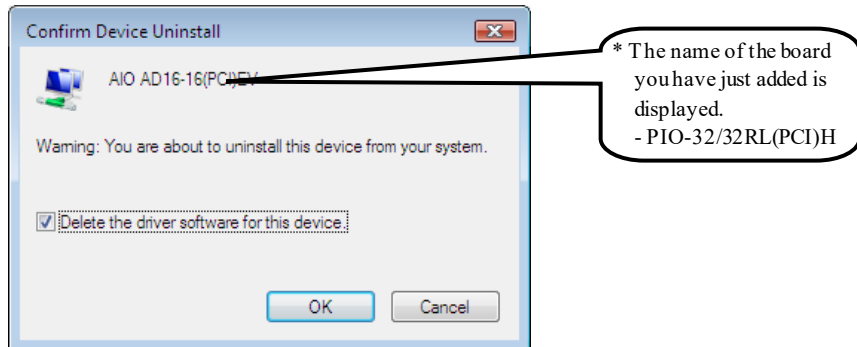 Confirm Device Uninstall
AIO AD16-16(PCI)EV
Warning: You are about to uninstall this device from your system.
Delete the driver software for this device.
OK
Cancel
* The name of the board
you have just added is
displayed.
- PIO-32/32RL(PCI)H